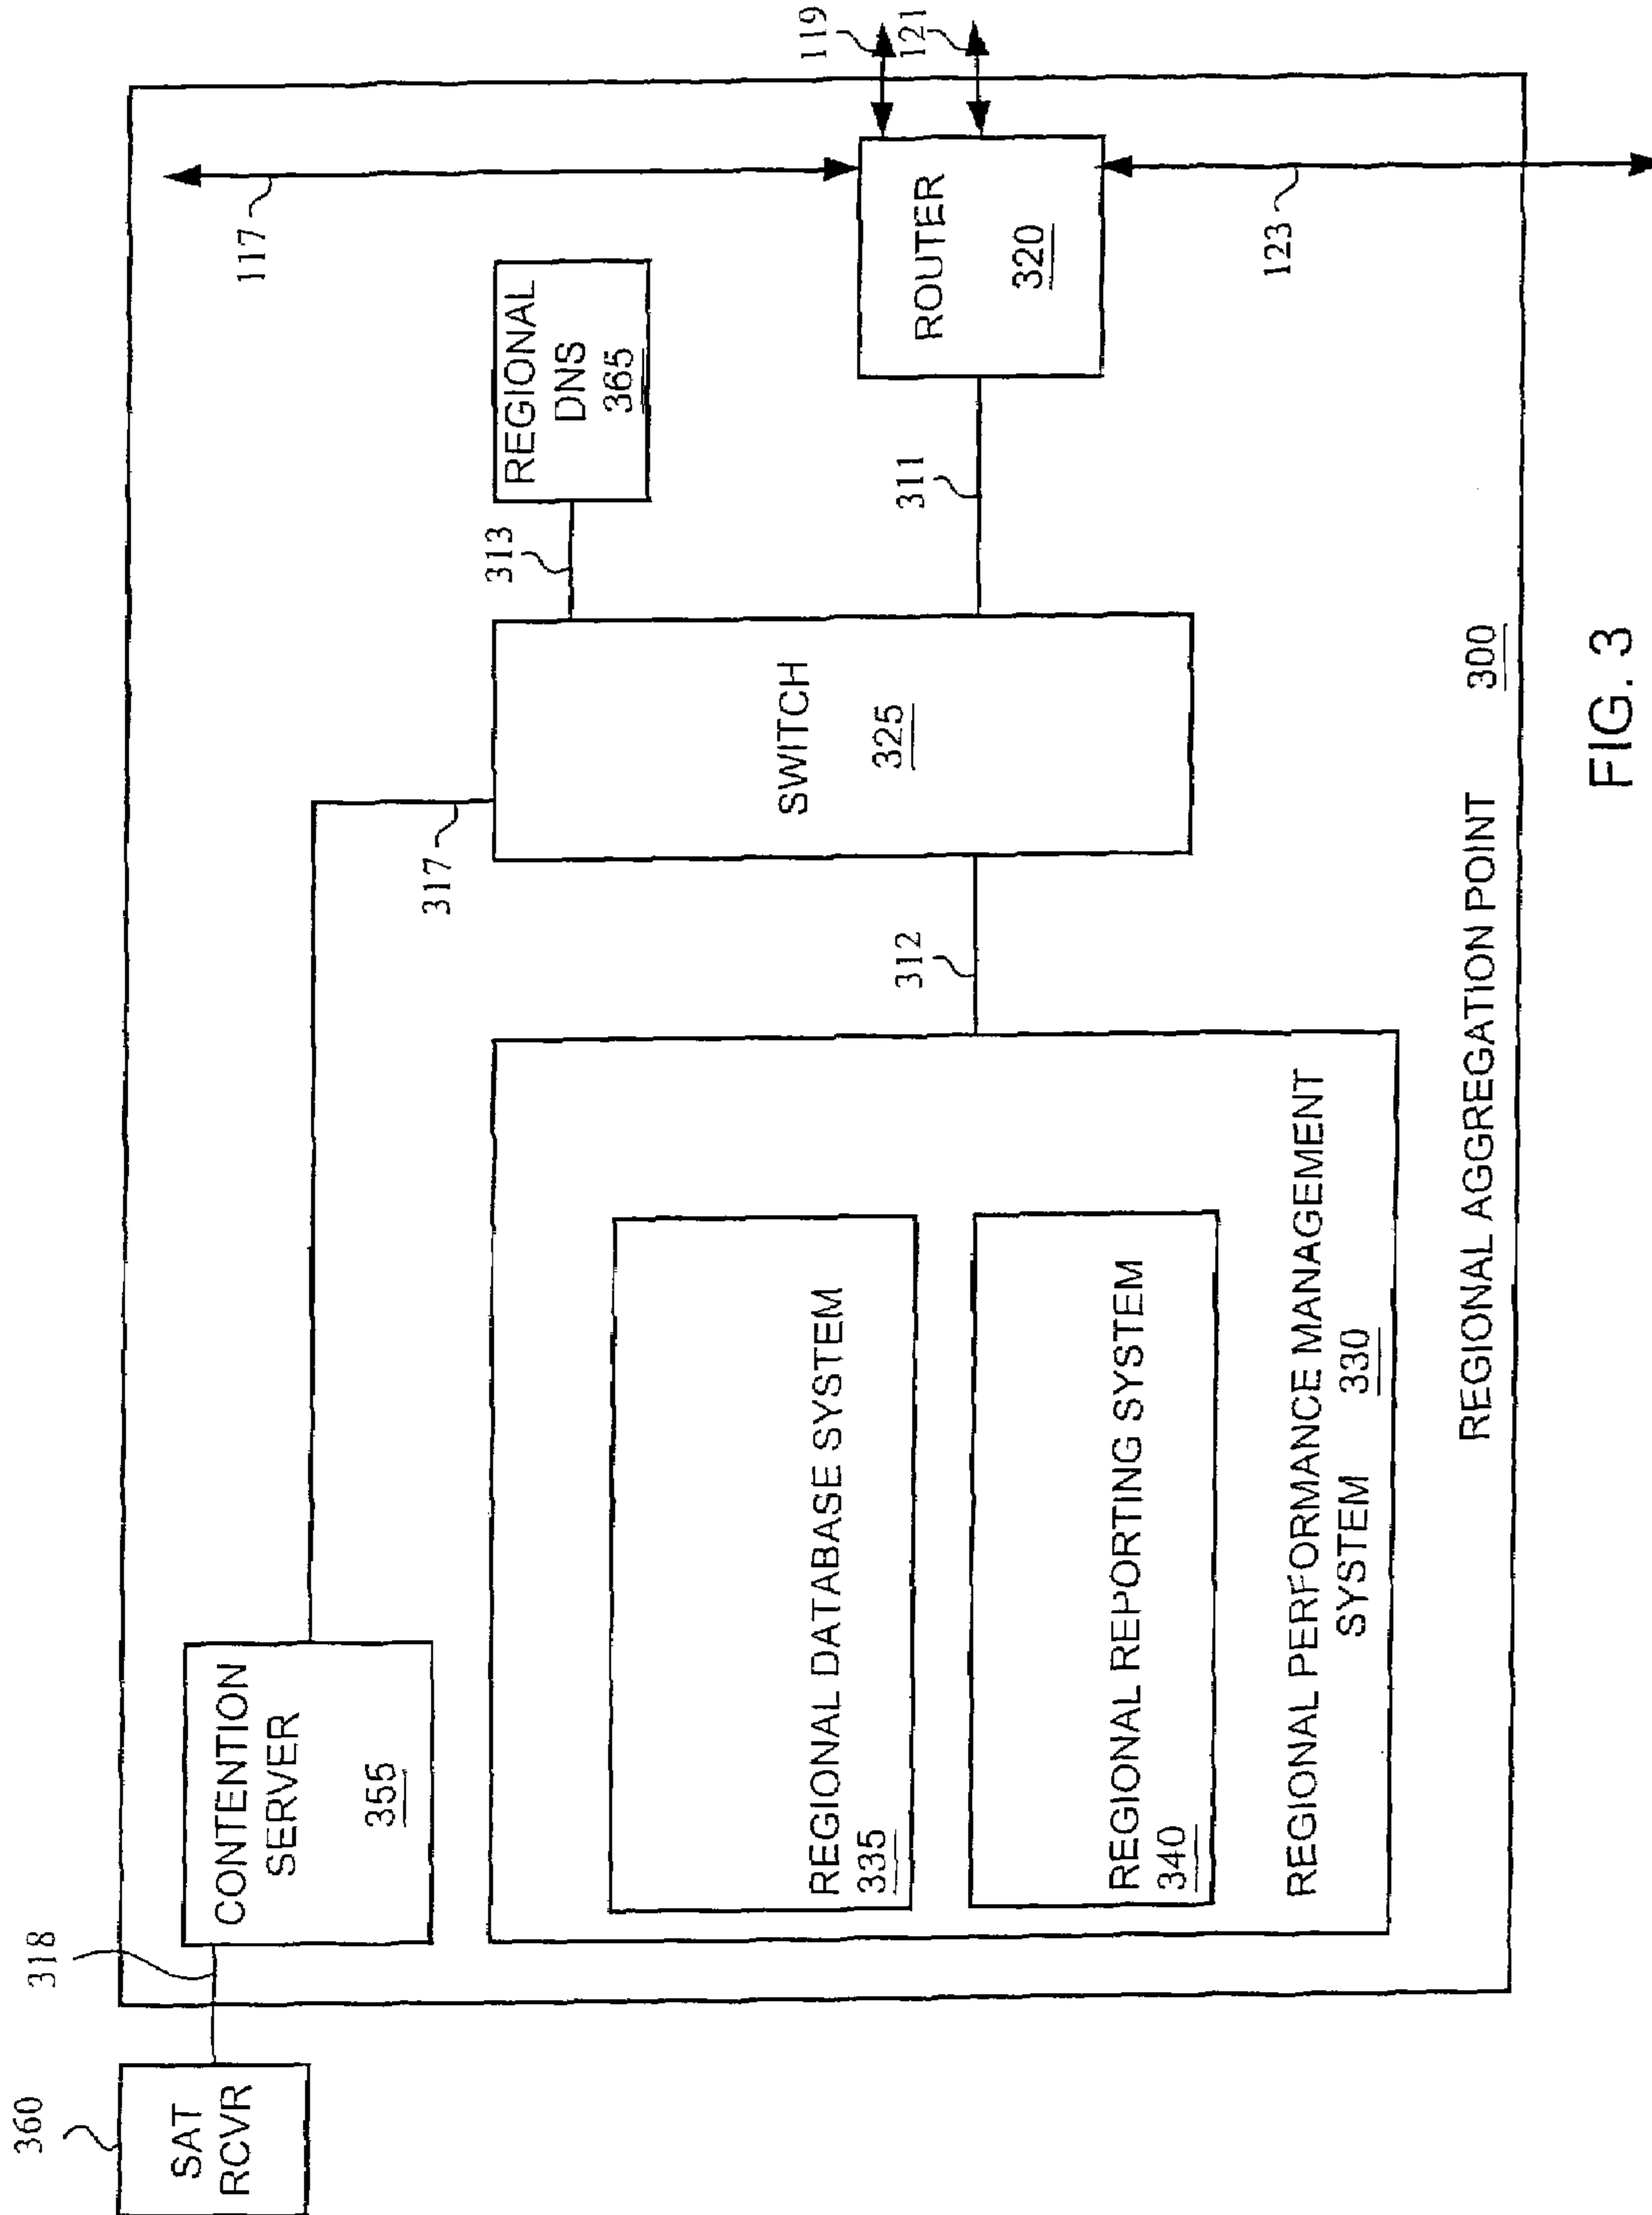 360
SAT
RCVR
318
CONTENTION
SERVER
355
317
313
REGIONAL
DNS
365
117
119
121
REGIONAL DATABASE SYSTEM
335
REGIONAL REPORTING SYSTEM
340
REGIONAL PERFORMANCE MANAGEMENT
SYSTEM 330
312
SWITCH
325
311
ROUTER
320
123
REGIONAL AGGREGATION POINT 300
FIG. 3